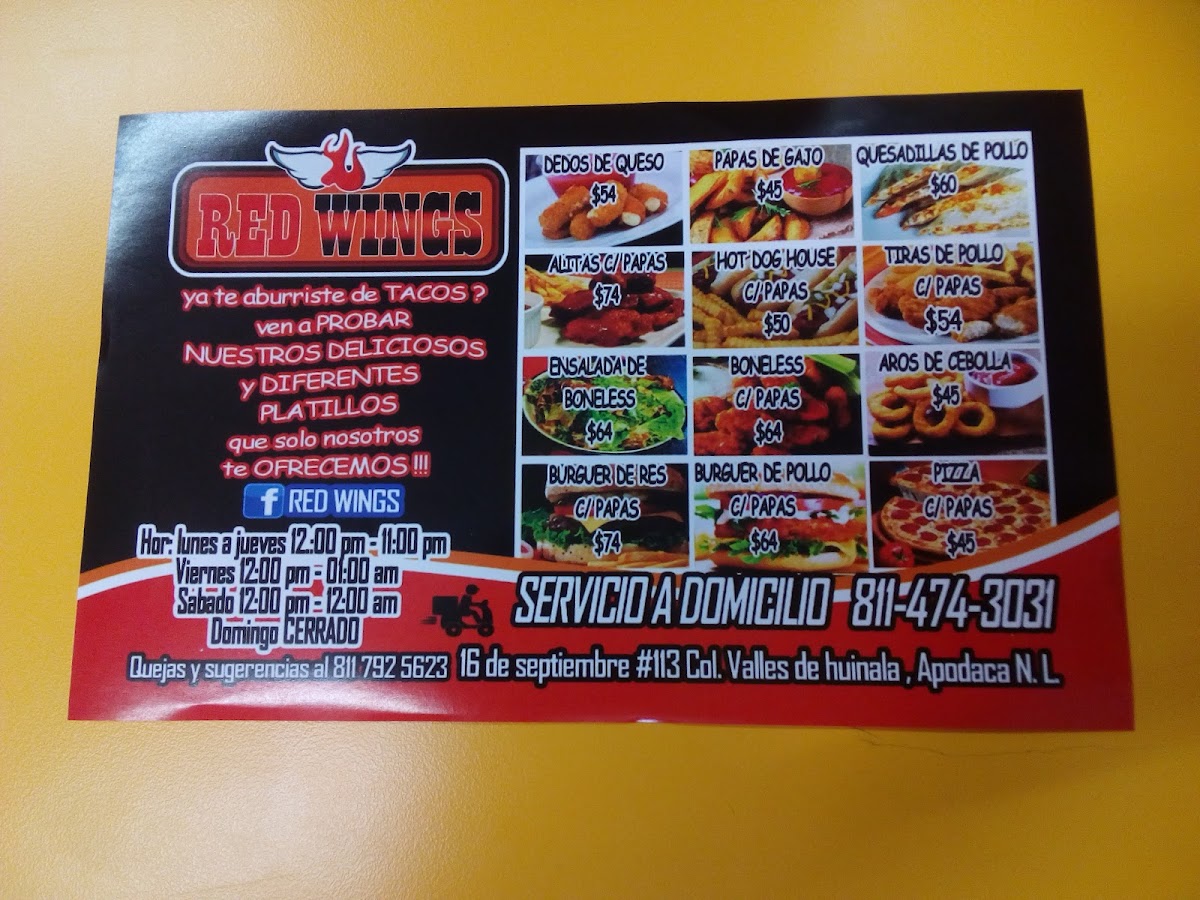 RED WINGS
ya te aburriste de TACOS ?
ven a PROBAR
NUESTROS DELICIOSOS
y DIFERENTES
PLATILLOS
que solo nosotros
te OFRECEMOS !!!
f RED WINGS
Hor: lunes a jueves 12:00 pm - 11:00 pm
Viernes 12:00 pm - 01:00 am
Sabado 12:00 pm - 12:00 am
Domingo CERRADO
DEDOS DE QUESO
$54
PAPAS DE GAJO
$45
QUESADILLAS DE POLLO
$60
ALITAS C/ PAPAS
$74
HOT DOG HOUSE
C/ PAPAS
$50
TIRAS DE POLLO
C/ PAPAS
$54
ENSALADA DE
BONELESS
$64
BONELESS
C/ PAPAS
$64
AROS DE CEBOLLA
$45
BURGUER DE RES
C/ PAPAS
$74
BURGUER DE POLLO
C/ PAPAS
$64
PIZZA
C/ PAPAS
$45
SERVICIO A DOMICILIO 811-474-3031
Quejas y sugerencias al 811 792 5623 16 de septiembre #113 Col. Valles de huinala , Apodaca N. L.